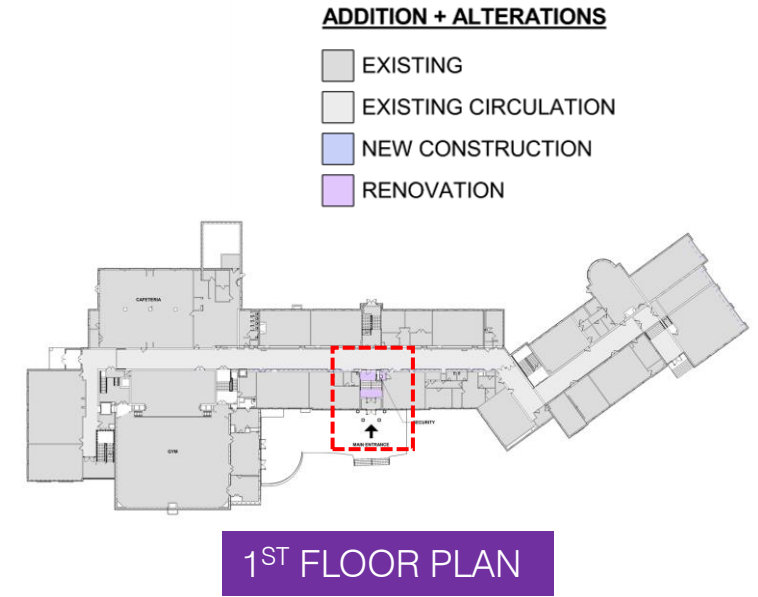 ADDITION + ALTERATIONS
EXISTING
EXISTING CIRCULATION
NEW CONSTRUCTION
RENOVATION
CAFETERIA
SECURITY
MAIN ENTRANCE
GYM
1ST FLOOR PLAN